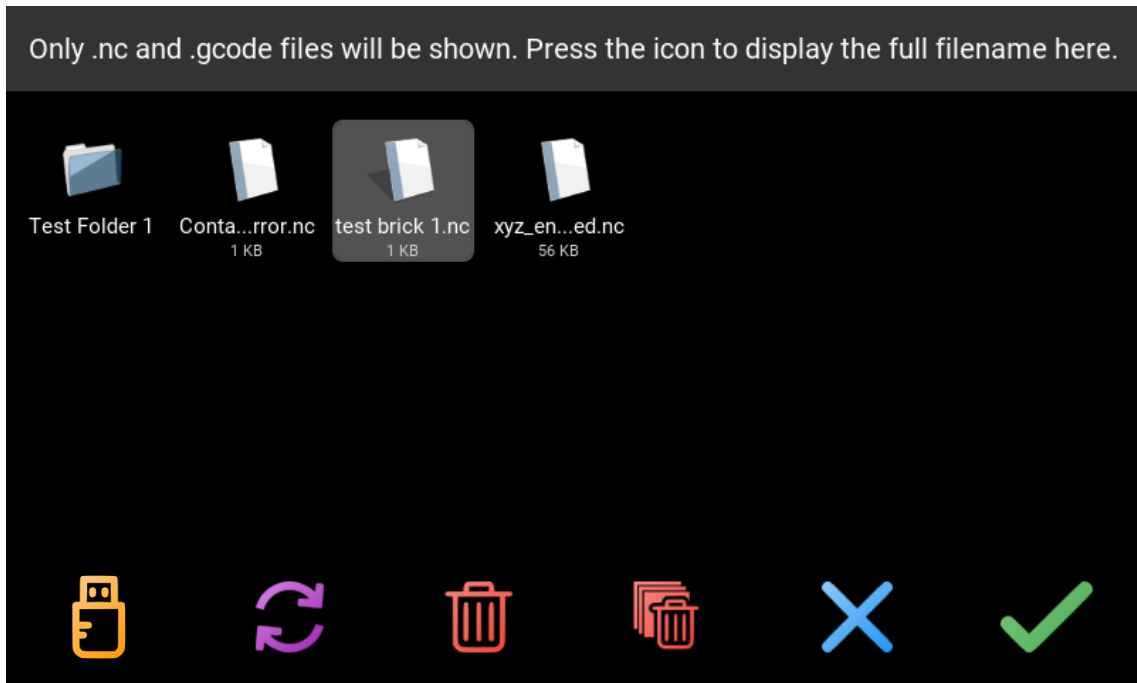 Only .nc and .gcode files will be shown. Press the icon to display the full filename here.
Test Folder 1
Conta...rror.nc
1 KB
test brick 1.nc
1 KB
xyz_en...ed.nc
56 KB